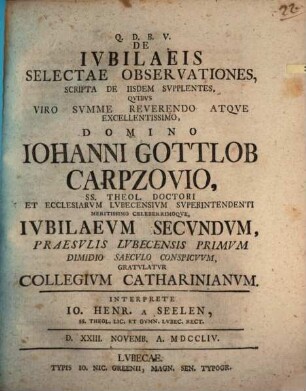 22
Q. D. B. V.
DE
IVBILAEIS
SELECTAE OBSERVATIONES,
SCRIPTA DE IISDEM SVPPLENTES,
QVIBVS
VIRO SVMME REVERENDO ATQVE
EXCELLENTISSIMO,
DOMINO
IOHANNI GOTTLOB
CARPZOVIO,
SS. THEOL. DOCTORI
ET ECCLESIARVM LVBECENSIVM SVPERINTENDENTI
MERITISSIMO CELEBERRIMOQVE,
IVBILAEVM SECVNDVM,
PRAESVLIS LVBECENSIS PRIMVM
DIMIDIO SAECVLO CONSPICVVM,
GRATVLATVR
COLLEGIVM CATHARINIANVM.
INTERPRETE
IO. HENR. A SEELEN,
SS. THEOL. LIC. ET GYMN. LVBEC. RECT.
D. XXIII. NOVEMB. A. MDCCLIV.
LVBECAE.
TYPIS IO. NIC. GREENII, MAGN. SEN. TYPOGR.